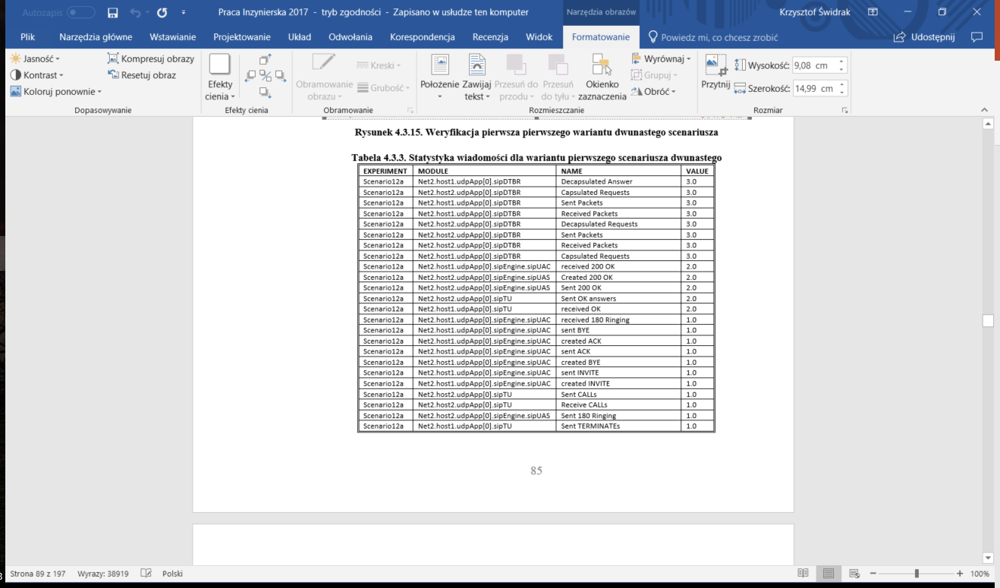 Autozapis
Praca Inzynierska 2017 - tryb zgodności - Zapisano w usłudze ten komputer
Narzędzia obrazów
Krzysztof Świdrak
Plik Narzędzia główne Wstawianie Projektowanie Układ Odwołania Korespondencja Recenzja Widok Formatowanie Powiedz mi, co chcesz zrobić Udostępnij
Jasność
Kontrast
Koloruj ponownie
Kompresuj obrazy
Resetuj obraz
Dopasowywanie
Efekty cienia
Efekty cienia
Obramowanie obrazu
Kreski
Grubość
Obramowanie
Położenie
Zawijaj tekst
Przesuń do przodu
Przesuń do tyłu
Okienko zaznaczenia
Wyrównaj
Grupuj
Obróć
Rozmieszczanie
Przytnij
Wysokość: 9,08 cm
Szerokość: 14,99 cm
Rozmiar
Rysunek 4.3.15. Weryfikacja pierwsza pierwszego wariantu dwunastego scenariusza
Tabela 4.3.3. Statystyka wiadomości dla wariantu pierwszego scenariusza dwunastego
EXPERIMENT MODULE NAME VALUE
Scenario12a Net2.host1.udpApp[0].sipDTBR Decapsulated Answer 3.0
Scenario12a Net2.host1.udpApp[0].sipDTBR Capsulated Requests 3.0
Scenario12a Net2.host1.udpApp[0].sipDTBR Sent Packets 3.0
Scenario12a Net2.host1.udpApp[0].sipDTBR Received Packets 3.0
Scenario12a Net2.host2.udpApp[0].sipDTBR Decapsulated Requests 3.0
Scenario12a Net2.host2.udpApp[0].sipDTBR Sent Packets 3.0
Scenario12a Net2.host2.udpApp[0].sipDTBR Received Packets 3.0
Scenario12a Net2.host2.udpApp[0].sipDTBR Capsulated Requests 3.0
Scenario12a Net2.host1.udpApp[0].sipEngine.sipUAC received 200 OK 2.0
Scenario12a Net2.host2.udpApp[0].sipEngine.sipUAS Created 200 OK 2.0
Scenario12a Net2.host2.udpApp[0].sipEngine.sipUAS Sent 200 OK 2.0
Scenario12a Net2.host2.udpApp[0].sipTU Sent OK answers 2.0
Scenario12a Net2.host1.udpApp[0].sipTU received OK 2.0
Scenario12a Net2.host1.udpApp[0].sipEngine.sipUAC received 180 Ringing 1.0
Scenario12a Net2.host1.udpApp[0].sipEngine.sipUAC sent BYE 1.0
Scenario12a Net2.host1.udpApp[0].sipEngine.sipUAC created ACK 1.0
Scenario12a Net2.host1.udpApp[0].sipEngine.sipUAC sent ACK 1.0
Scenario12a Net2.host1.udpApp[0].sipEngine.sipUAC created BYE 1.0
Scenario12a Net2.host1.udpApp[0].sipEngine.sipUAC sent INVITE 1.0
Scenario12a Net2.host1.udpApp[0].sipEngine.sipUAC created INVITE 1.0
Scenario12a Net2.host2.udpApp[0].sipTU Sent CALLs 1.0
Scenario12a Net2.host2.udpApp[0].sipTU Receive CALLs 1.0
Scenario12a Net2.host2.udpApp[0].sipEngine.sipUAS Sent 180 Ringing 1.0
Scenario12a Net2.host1.udpApp[0].sipTU Sent TERMINATEs 1.0
85
Strona 89 z 197 Wyrazy: 38919 Polski 100%